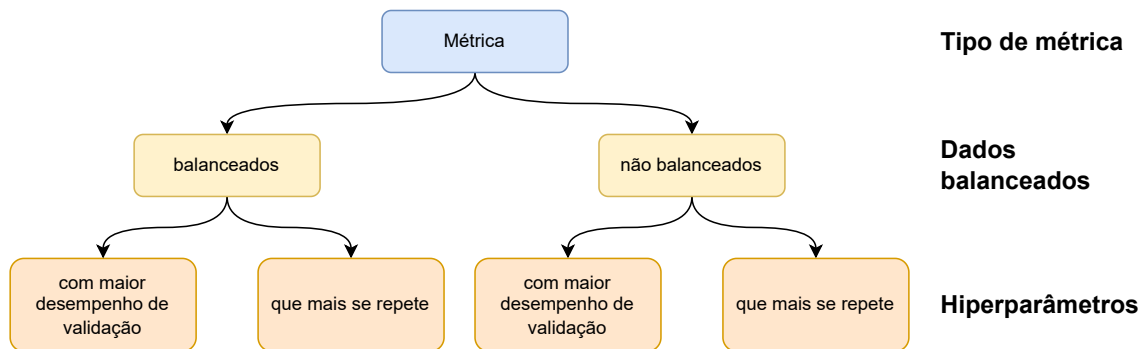 Métrica
Tipo de métrica
balanceados
não balanceados
Dados
balanceados
com maior
desempenho de
validação
que mais se repete
com maior
desempenho de
validação
que mais se repete
Hiperparâmetros